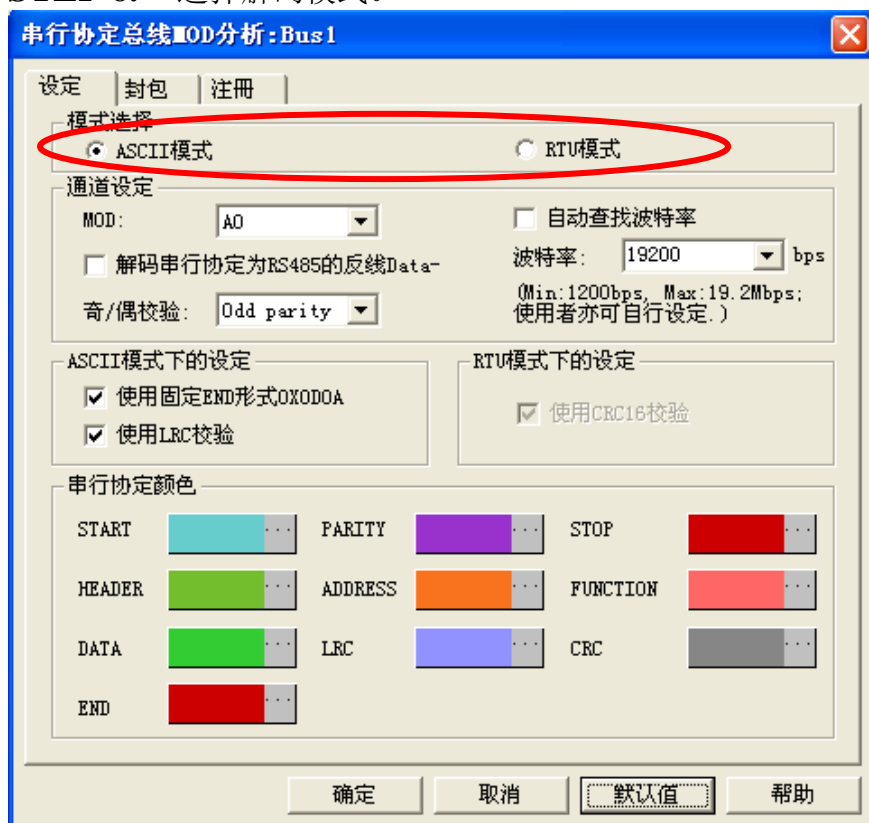 串行协定总线MOD分析:Bus1
设定 封包 注册
模式选择
ASCII模式 RTU模式
通道设定
MOD: A0 自动查找波特率
解码串行协定为RS485的反线Data- 波特率: 19200 bps
奇/偶校验: Odd parity (Min:1200bps, Max:19.2Mbps;
使用者亦可自行设定.)
ASCII模式下的设定 RTU模式下的设定
使用固定END形式0X0D0A 使用CRC16校验
使用LRC校验
串行协定颜色
START ... PARITY ... STOP ...
HEADER ... ADDRESS ... FUNCTION ...
DATA ... LRC ... CRC ...
END ...
确定 取消 默认值 帮助